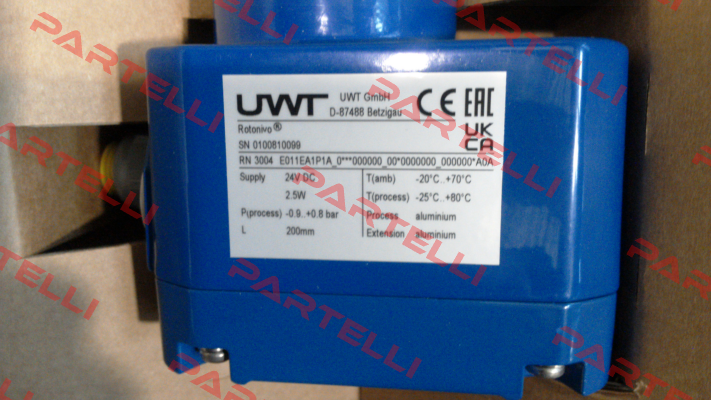 UWT UWT GmbH
D-87488 Betzigau
CE EAC
UK
CA
Rotonivo®
SN 0100810099
RN 3004 E011EA1P1A_0***000000_00*0000000_000000*A0A
Supply 24V DC T(amb) -20°C..+70°C
2.5W T(process) -25°C..+80°C
P(process) -0.9..+0.8 bar Process aluminium
L 200mm Extension aluminium
PARTELLI
PARTELLI
PARTELLI
PARTELLI
PARTELLI
PARTELLI